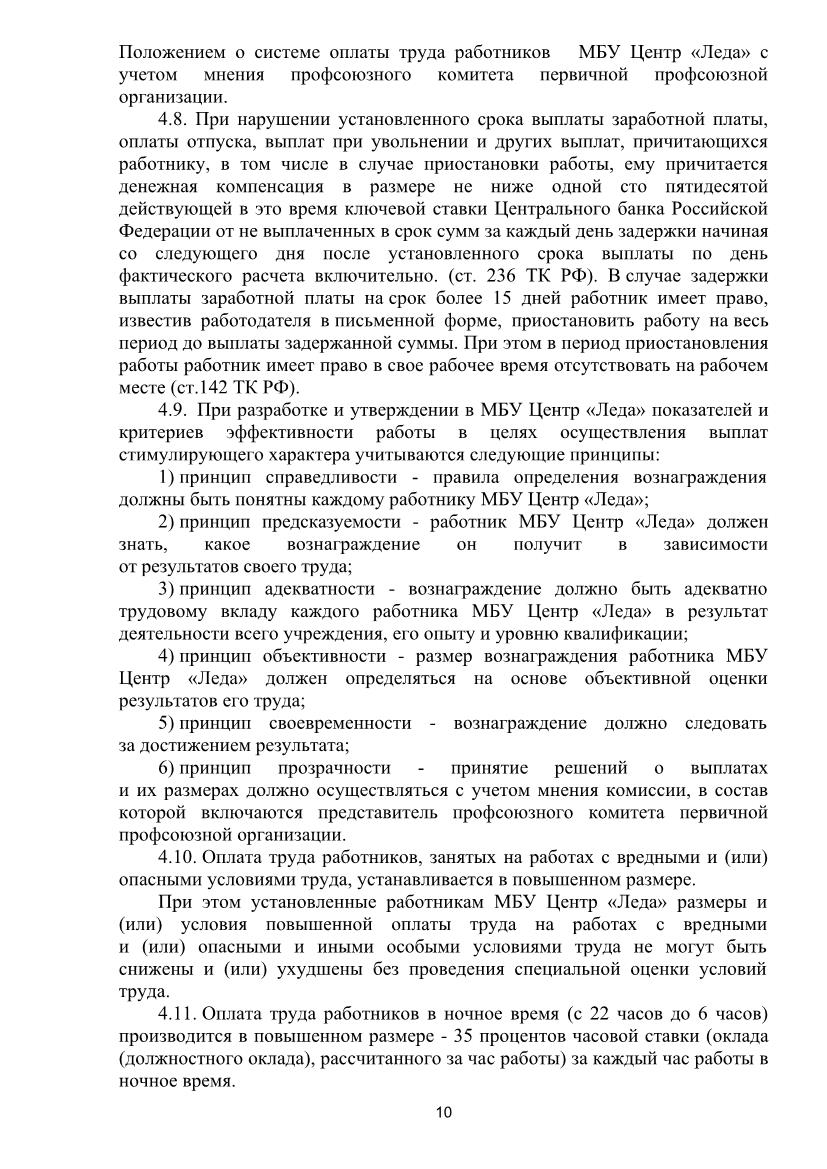 Положением о системе оплаты труда работников МБУ Центр «Леда» с
учетом мнения профсоюзного комитета первичной профсоюзной
организации.
4.8. При нарушении установленного срока выплаты заработной платы,
оплаты отпуска, выплат при увольнении и других выплат, причитающихся
работнику, в том числе в случае приостановки работы, ему причитается
денежная компенсация в размере не ниже одной сто пятидесятой
действующей в это время ключевой ставки Центрального банка Российской
Федерации от не выплаченных в срок сумм за каждый день задержки начиная
со следующего дня после установленного срока выплаты по день
фактического расчета включительно. (ст. 236 ТК РФ). В случае задержки
выплаты заработной платы на срок более 15 дней работник имеет право,
известив работодателя в письменной форме, приостановить работу на весь
период до выплаты задержанной суммы. При этом в период приостановления
работы работник имеет право в свое рабочее время отсутствовать на рабочем
месте (ст.142 ТК РФ).
4.9. При разработке и утверждении в МБУ Центр «Леда» показателей и
критериев эффективности работы в целях осуществления выплат
стимулирующего характера учитываются следующие принципы:
1) принцип справедливости - правила определения вознаграждения
должны быть понятны каждому работнику МБУ Центр «Леда»;
2) принцип предсказуемости - работник МБУ Центр «Леда» должен
знать, какое вознаграждение он получит в зависимости
от результатов своего труда;
3) принцип адекватности - вознаграждение должно быть адекватно
трудовому вкладу каждого работника МБУ Центр «Леда» в результат
деятельности всего учреждения, его опыту и уровню квалификации;
4) принцип объективности - размер вознаграждения работника МБУ
Центр «Леда» должен определяться на основе объективной оценки
результатов его труда;
5) принцип своевременности - вознаграждение должно следовать
за достижением результата;
6) принцип прозрачности - принятие решений о выплатах
и их размерах должно осуществляться с учетом мнения комиссии, в состав
которой включаются представитель профсоюзного комитета первичной
профсоюзной организации.
4.10. Оплата труда работников, занятых на работах с вредными и (или)
опасными условиями труда, устанавливается в повышенном размере.
При этом установленные работникам МБУ Центр «Леда» размеры и
(или) условия повышенной оплаты труда на работах с вредными
и (или) опасными и иными особыми условиями труда не могут быть
снижены и (или) ухудшены без проведения специальной оценки условий
труда.
4.11. Оплата труда работников в ночное время (с 22 часов до 6 часов)
производится в повышенном размере - 35 процентов часовой ставки (оклада
(должностного оклада), рассчитанного за час работы) за каждый час работы в
ночное время.
10